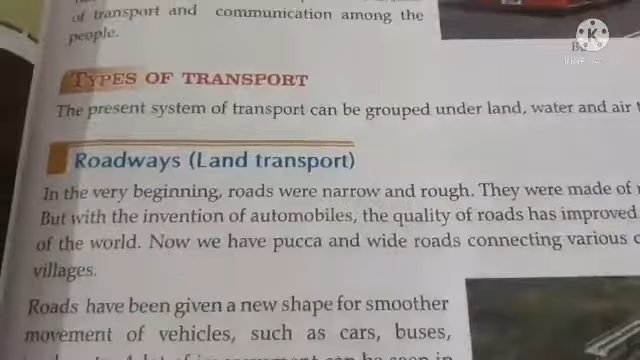 of transport and communication among the
people.
TYPES OF TRANSPORT
The present system of transport can be grouped under land, water and air
Roadways (Land transport)
In the very beginning, roads were narrow and rough. They were made of
But with the invention of automobiles, the quality of roads has improved
of the world. Now we have pucca and wide roads connecting various
villages.
Roads have been given a new shape for smoother
movement of vehicles, such as cars, buses,
K